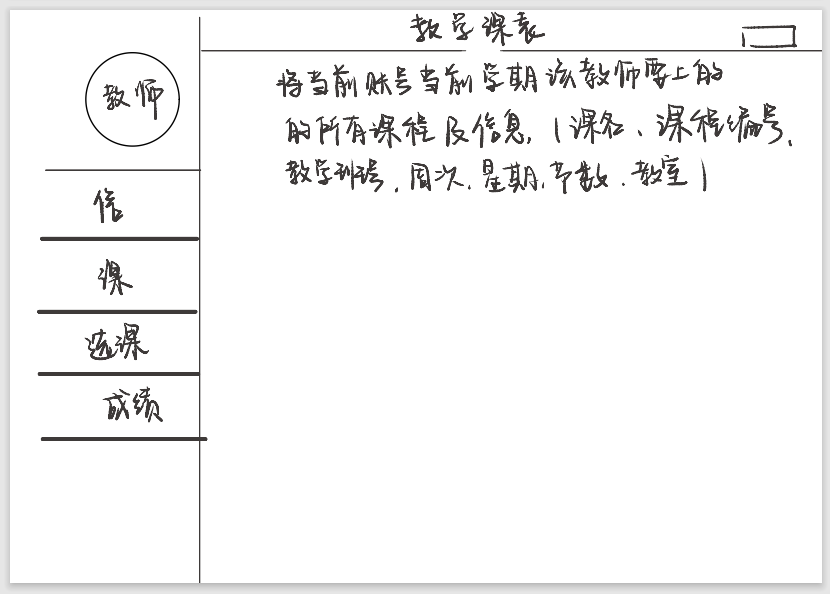 教学课表
教师
将当前账号当前学期该教师要上的
的所有课程及信息,(课名、课程编号、
教学班号、周次、星期、节数、教室)
信
课
选课
成绩